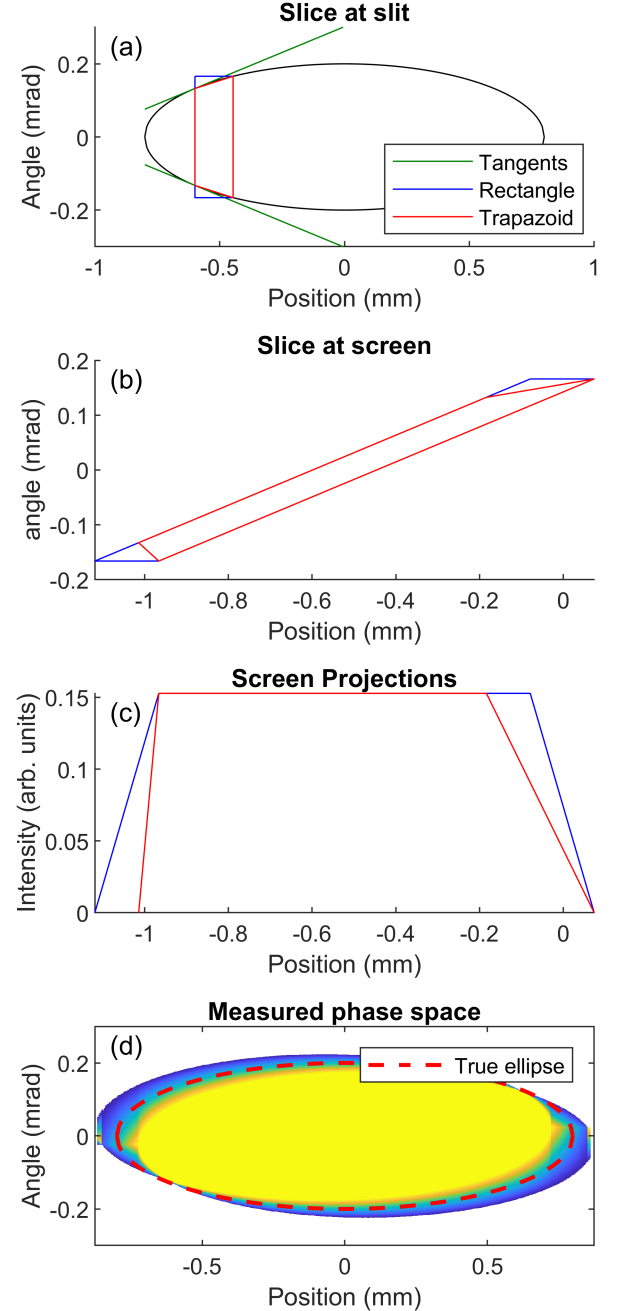 Slice at slit
(a)
0.2
0
-0.2
Angle (mrad)
Tangents
Rectangle
Trapazoid
-1 -0.5 0 0.5 1
Position (mm)
Slice at screen
(b)
0.2
0.1
0
-0.1
-0.2
angle (mrad)
-1 -0.8 -0.6 -0.4 -0.2 0
Position (mm)
Screen Projections
(c)
0.15
0.1
0.05
0
Intensity (arb. units)
-1 -0.8 -0.6 -0.4 -0.2 0
Position (mm)
Measured phase space
(d)
True ellipse
0.2
0
-0.2
Angle (mrad)
-0.5 0 0.5
Position (mm)